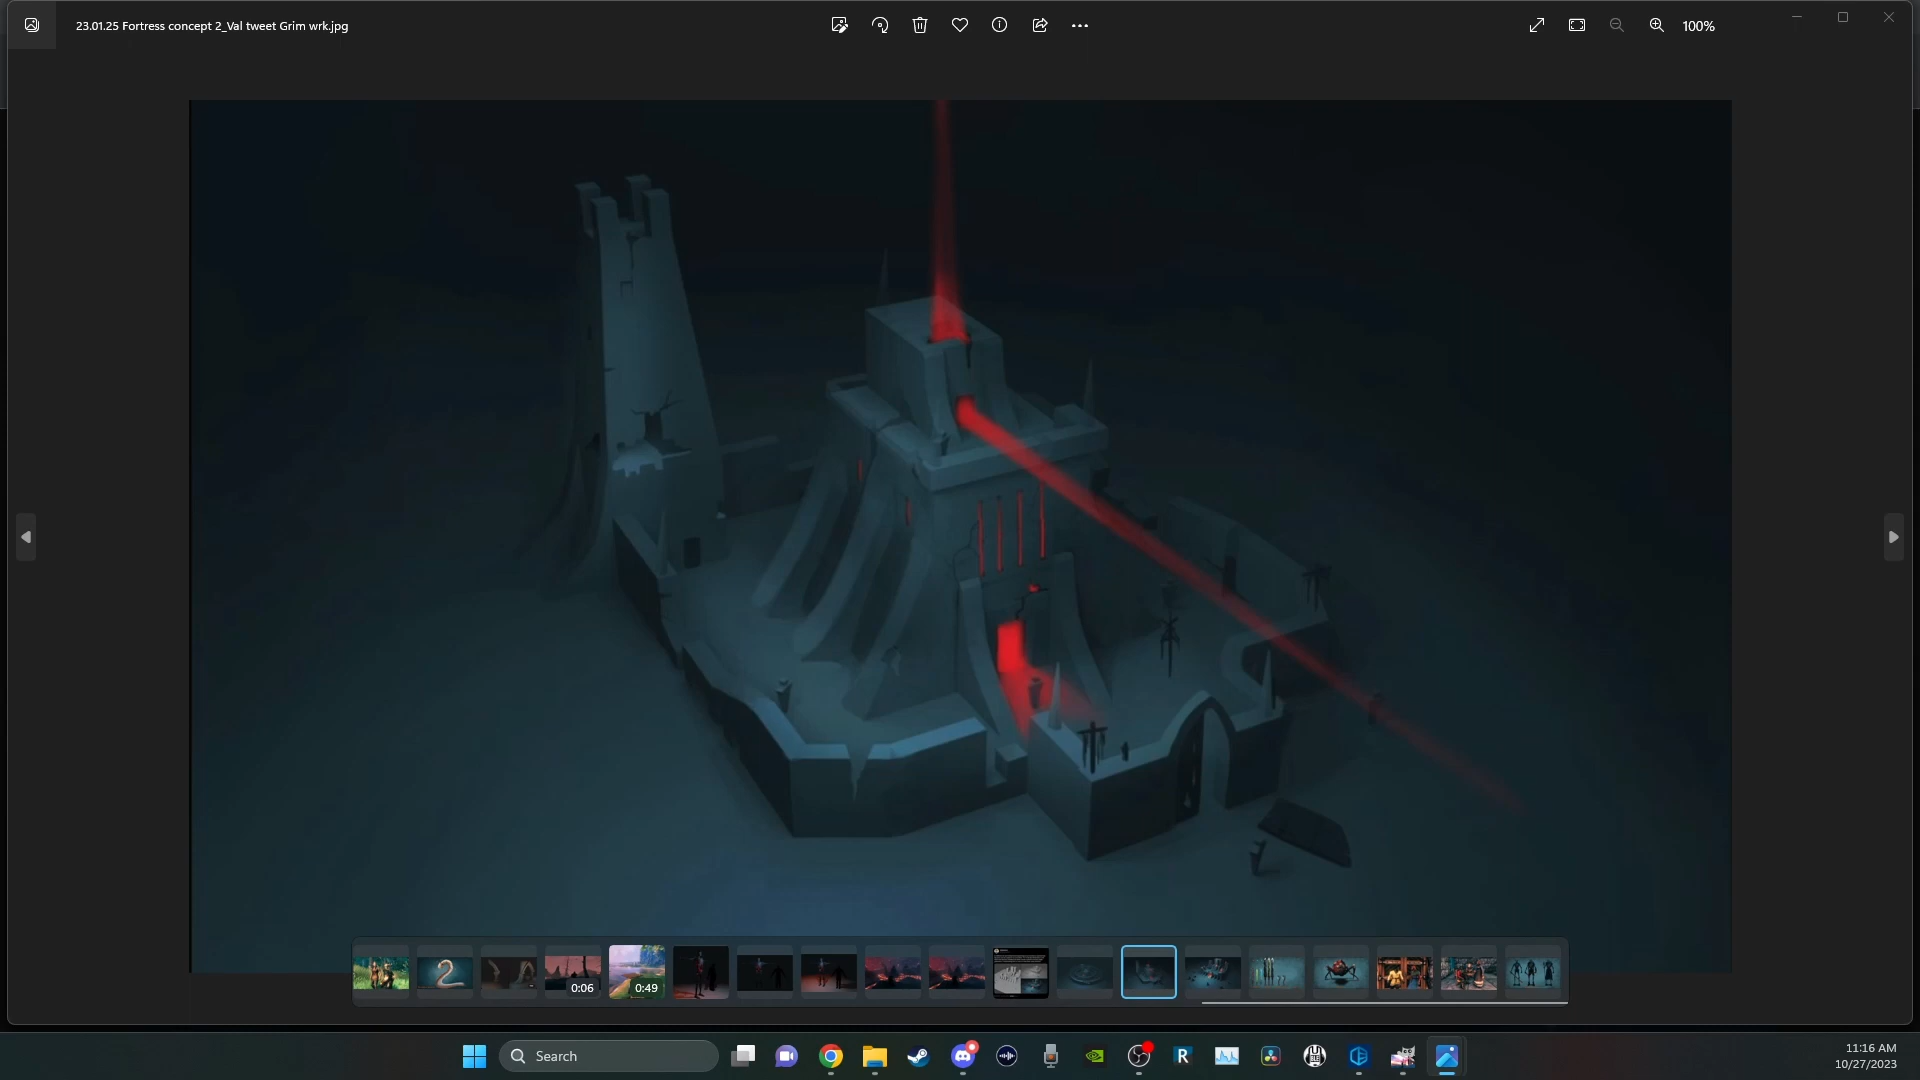 23.01.25 Fortress concept 2_Val tweet Grim wrk.jpg
100%
0:06
0:49
Search
R
11:16 AM
10/27/2023